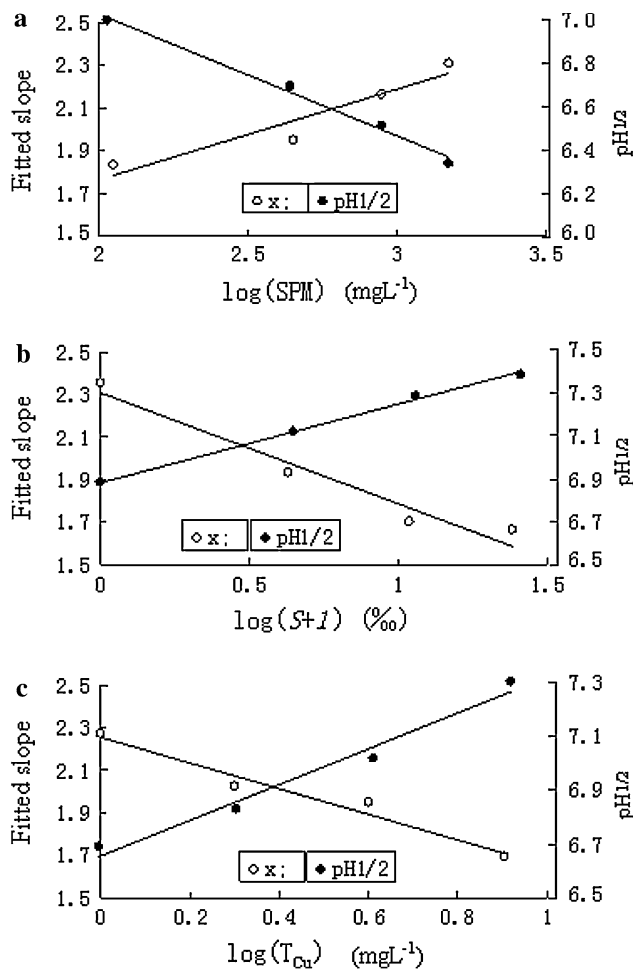 a
2.5
2.3
2.1
1.9
1.7
1.5
Fitted slope
7.0
6.8
6.6
6.4
6.2
6.0
pH1/2
x; pH1/2
2 2.5 3 3.5
log(SPM) (mgL⁻¹)
b
2.5
2.3
2.1
1.9
1.7
1.5
Fitted slope
7.5
7.3
7.1
6.9
6.7
6.5
pH1/2
x; pH1/2
0 0.5 1 1.5
log(S+1) (‰)
c
2.5
2.3
2.1
1.9
1.7
1.5
Fitted slope
7.3
7.1
6.9
6.7
6.5
pH1/2
x; pH1/2
0 0.2 0.4 0.6 0.8 1
log(T_Cu) (mgL⁻¹)